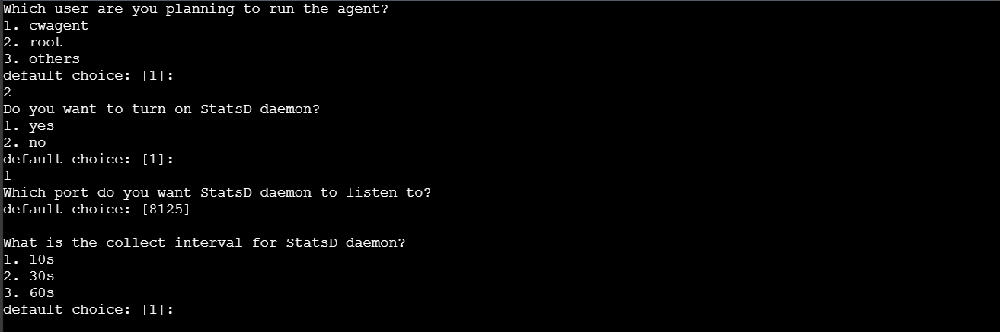 Which user are you planning to run the agent?
1. cwagent
2. root
3. others
default choice: [1]:
2
Do you want to turn on StatsD daemon?
1. yes
2. no
default choice: [1]:
1
Which port do you want StatsD daemon to listen to?
default choice: [8125]
What is the collect interval for StatsD daemon?
1. 10s
2. 30s
3. 60s
default choice: [1]: